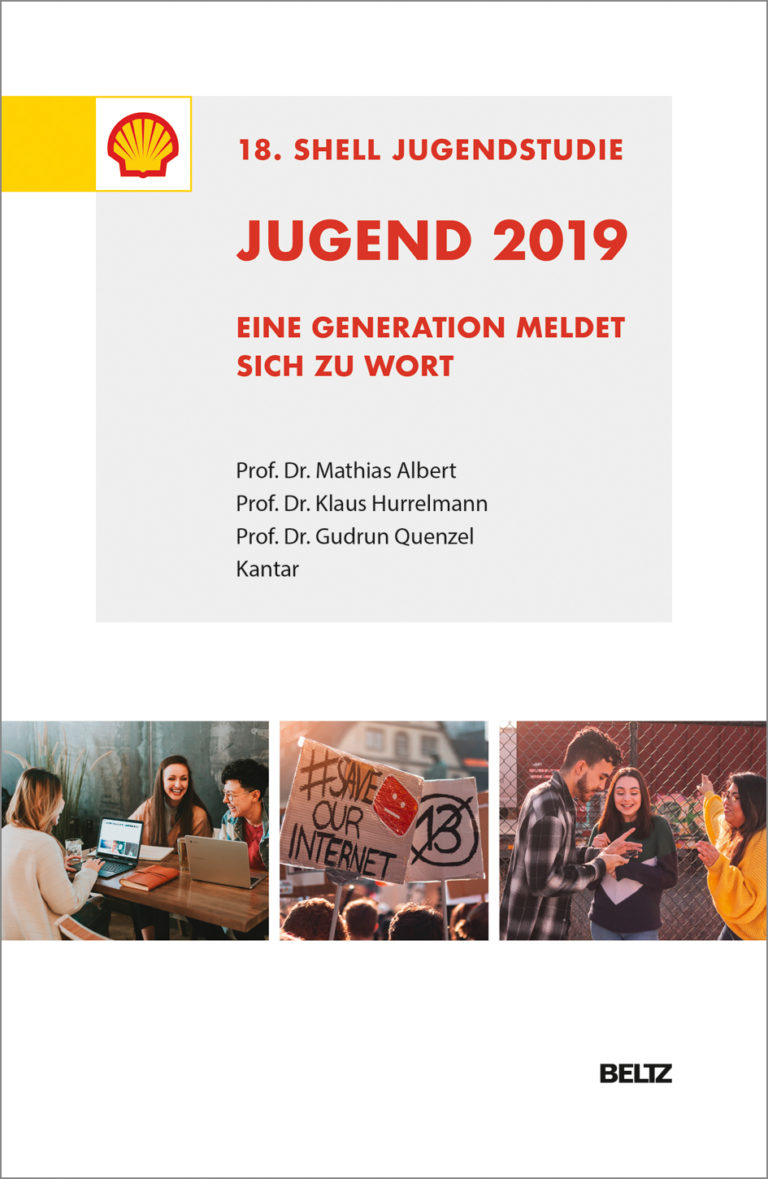 18. SHELL JUGENDSTUDIE
JUGEND 2019
EINE GENERATION MELDET
SICH ZU WORT
Prof. Dr. Mathias Albert
Prof. Dr. Klaus Hurrelmann
Prof. Dr. Gudrun Quenzel
Kantar
#SAVE
OUR
INTERNET
13
BELTZ